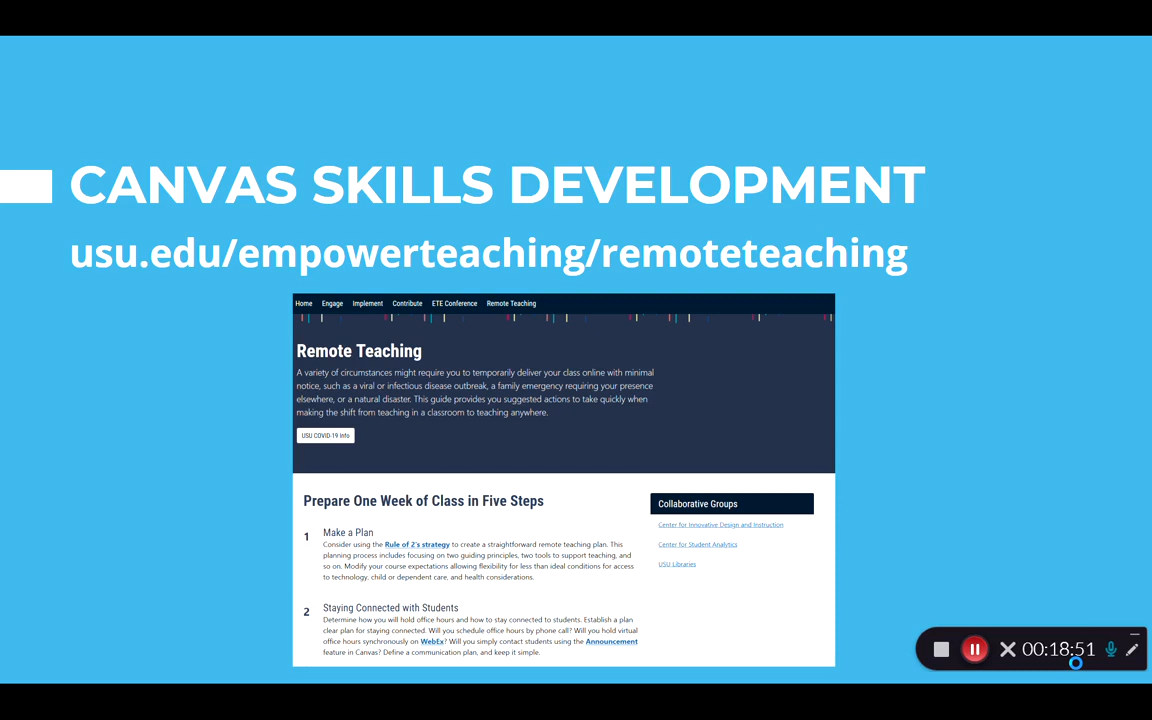 CANVAS SKILLS DEVELOPMENT
usu.edu/empowerteaching/remoteteaching
Home Engage Implement Contribute ETE Conference Remote Teaching
Remote Teaching
A variety of circumstances might require you to temporarily deliver your class online with minimal
notice, such as a viral or infectious disease outbreak, a family emergency requiring your presence
elsewhere, or a natural disaster. This guide provides you suggested actions to take quickly when
making the shift from teaching in a classroom to teaching anywhere.
USU COVID-19 Info
Prepare One Week of Class in Five Steps
1 Make a Plan
Consider using the Rule of 2's strategy to create a straightforward remote teaching plan. This
planning process includes focusing on two guiding principles, two tools to support teaching, and
so on. Modify your course expectations allowing flexibility for less than ideal conditions for access
to technology, child or dependent care, and health considerations.
2 Staying Connected with Students
Determine how you will hold office hours and how to stay connected to students. Establish a plan
clear plan for staying connected. Will you schedule office hours by phone call? Will you hold virtual
office hours synchronously on WebEx? Will you simply contact students using the Announcement
feature in Canvas? Define a communication plan, and keep it simple.
Collaborative Groups
Center for Innovative Design and Instruction
Center for Student Analytics
USU Libraries
00:18:51